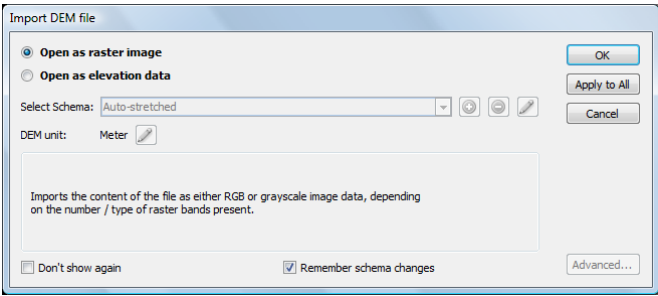 Import DEM file
Open as raster image
OK
Open as elevation data
Apply to All
Select Schema: Auto-stretched
Cancel
DEM unit: Meter
Imports the content of the file as either RGB or grayscale image data, depending
on the number / type of raster bands present.
Don't show again
Remember schema changes
Advanced...